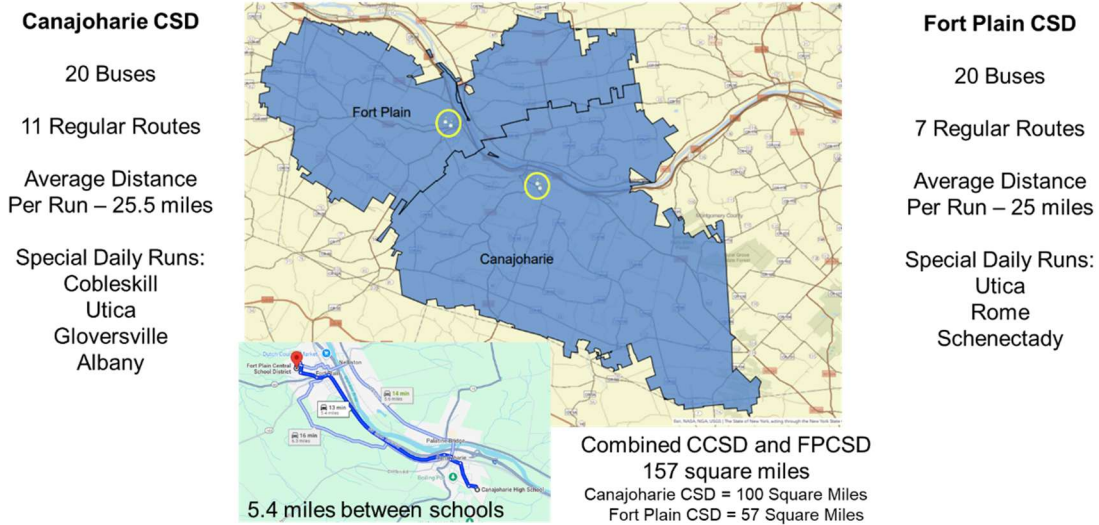 Canajoharie CSD
20 Buses
11 Regular Routes
Average Distance
Per Run – 25.5 miles
Special Daily Runs:
Cobleskill
Utica
Gloversville
Albany
Fort Plain
Canajoharie
Fort Plain Central
School District
13 min
14 min
16 min
Canajoharie High School
5.4 miles between schools
Combined CCSD and FPCSD
157 square miles
Canajoharie CSD = 100 Square Miles
Fort Plain CSD = 57 Square Miles
Fort Plain CSD
20 Buses
7 Regular Routes
Average Distance
Per Run – 25 miles
Special Daily Runs:
Utica
Rome
Schenectady